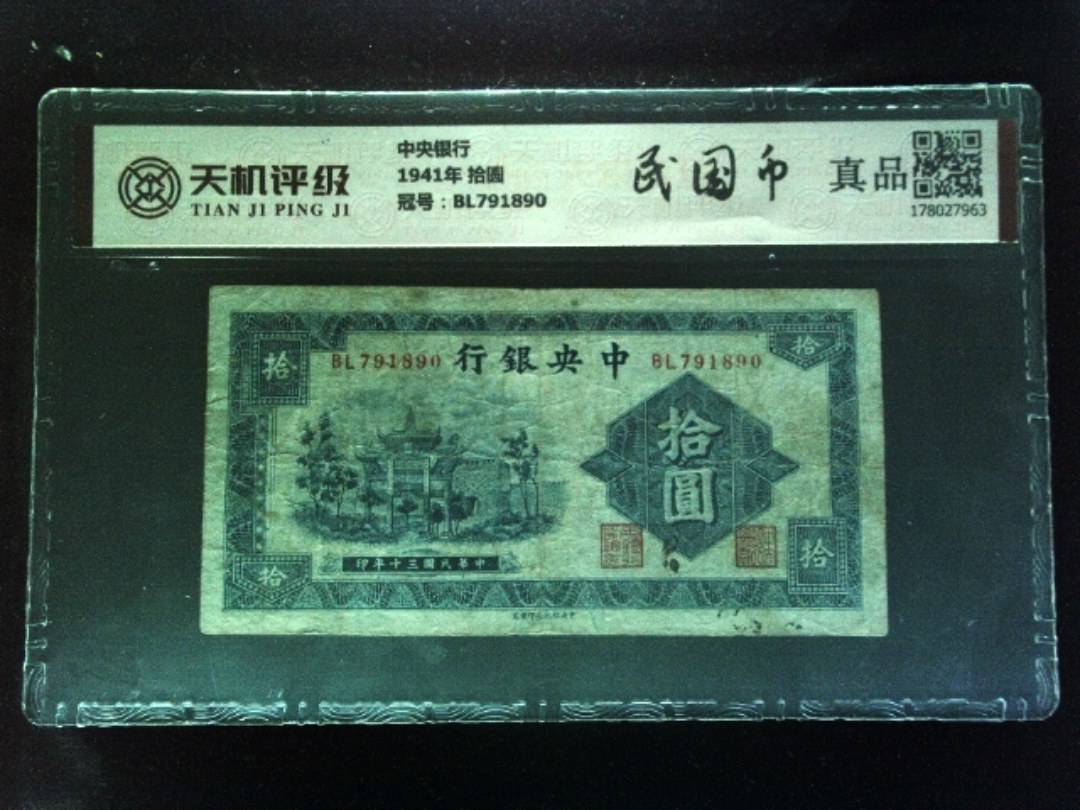 天机评级
TIAN JI PING JI
中央银行
1941年 拾圆
冠号：BL791890
民国币
真品
178027963
拾
BL791890
行銀央中
BL791890
拾
拾
圓
印年十三國民華中
拾
拾